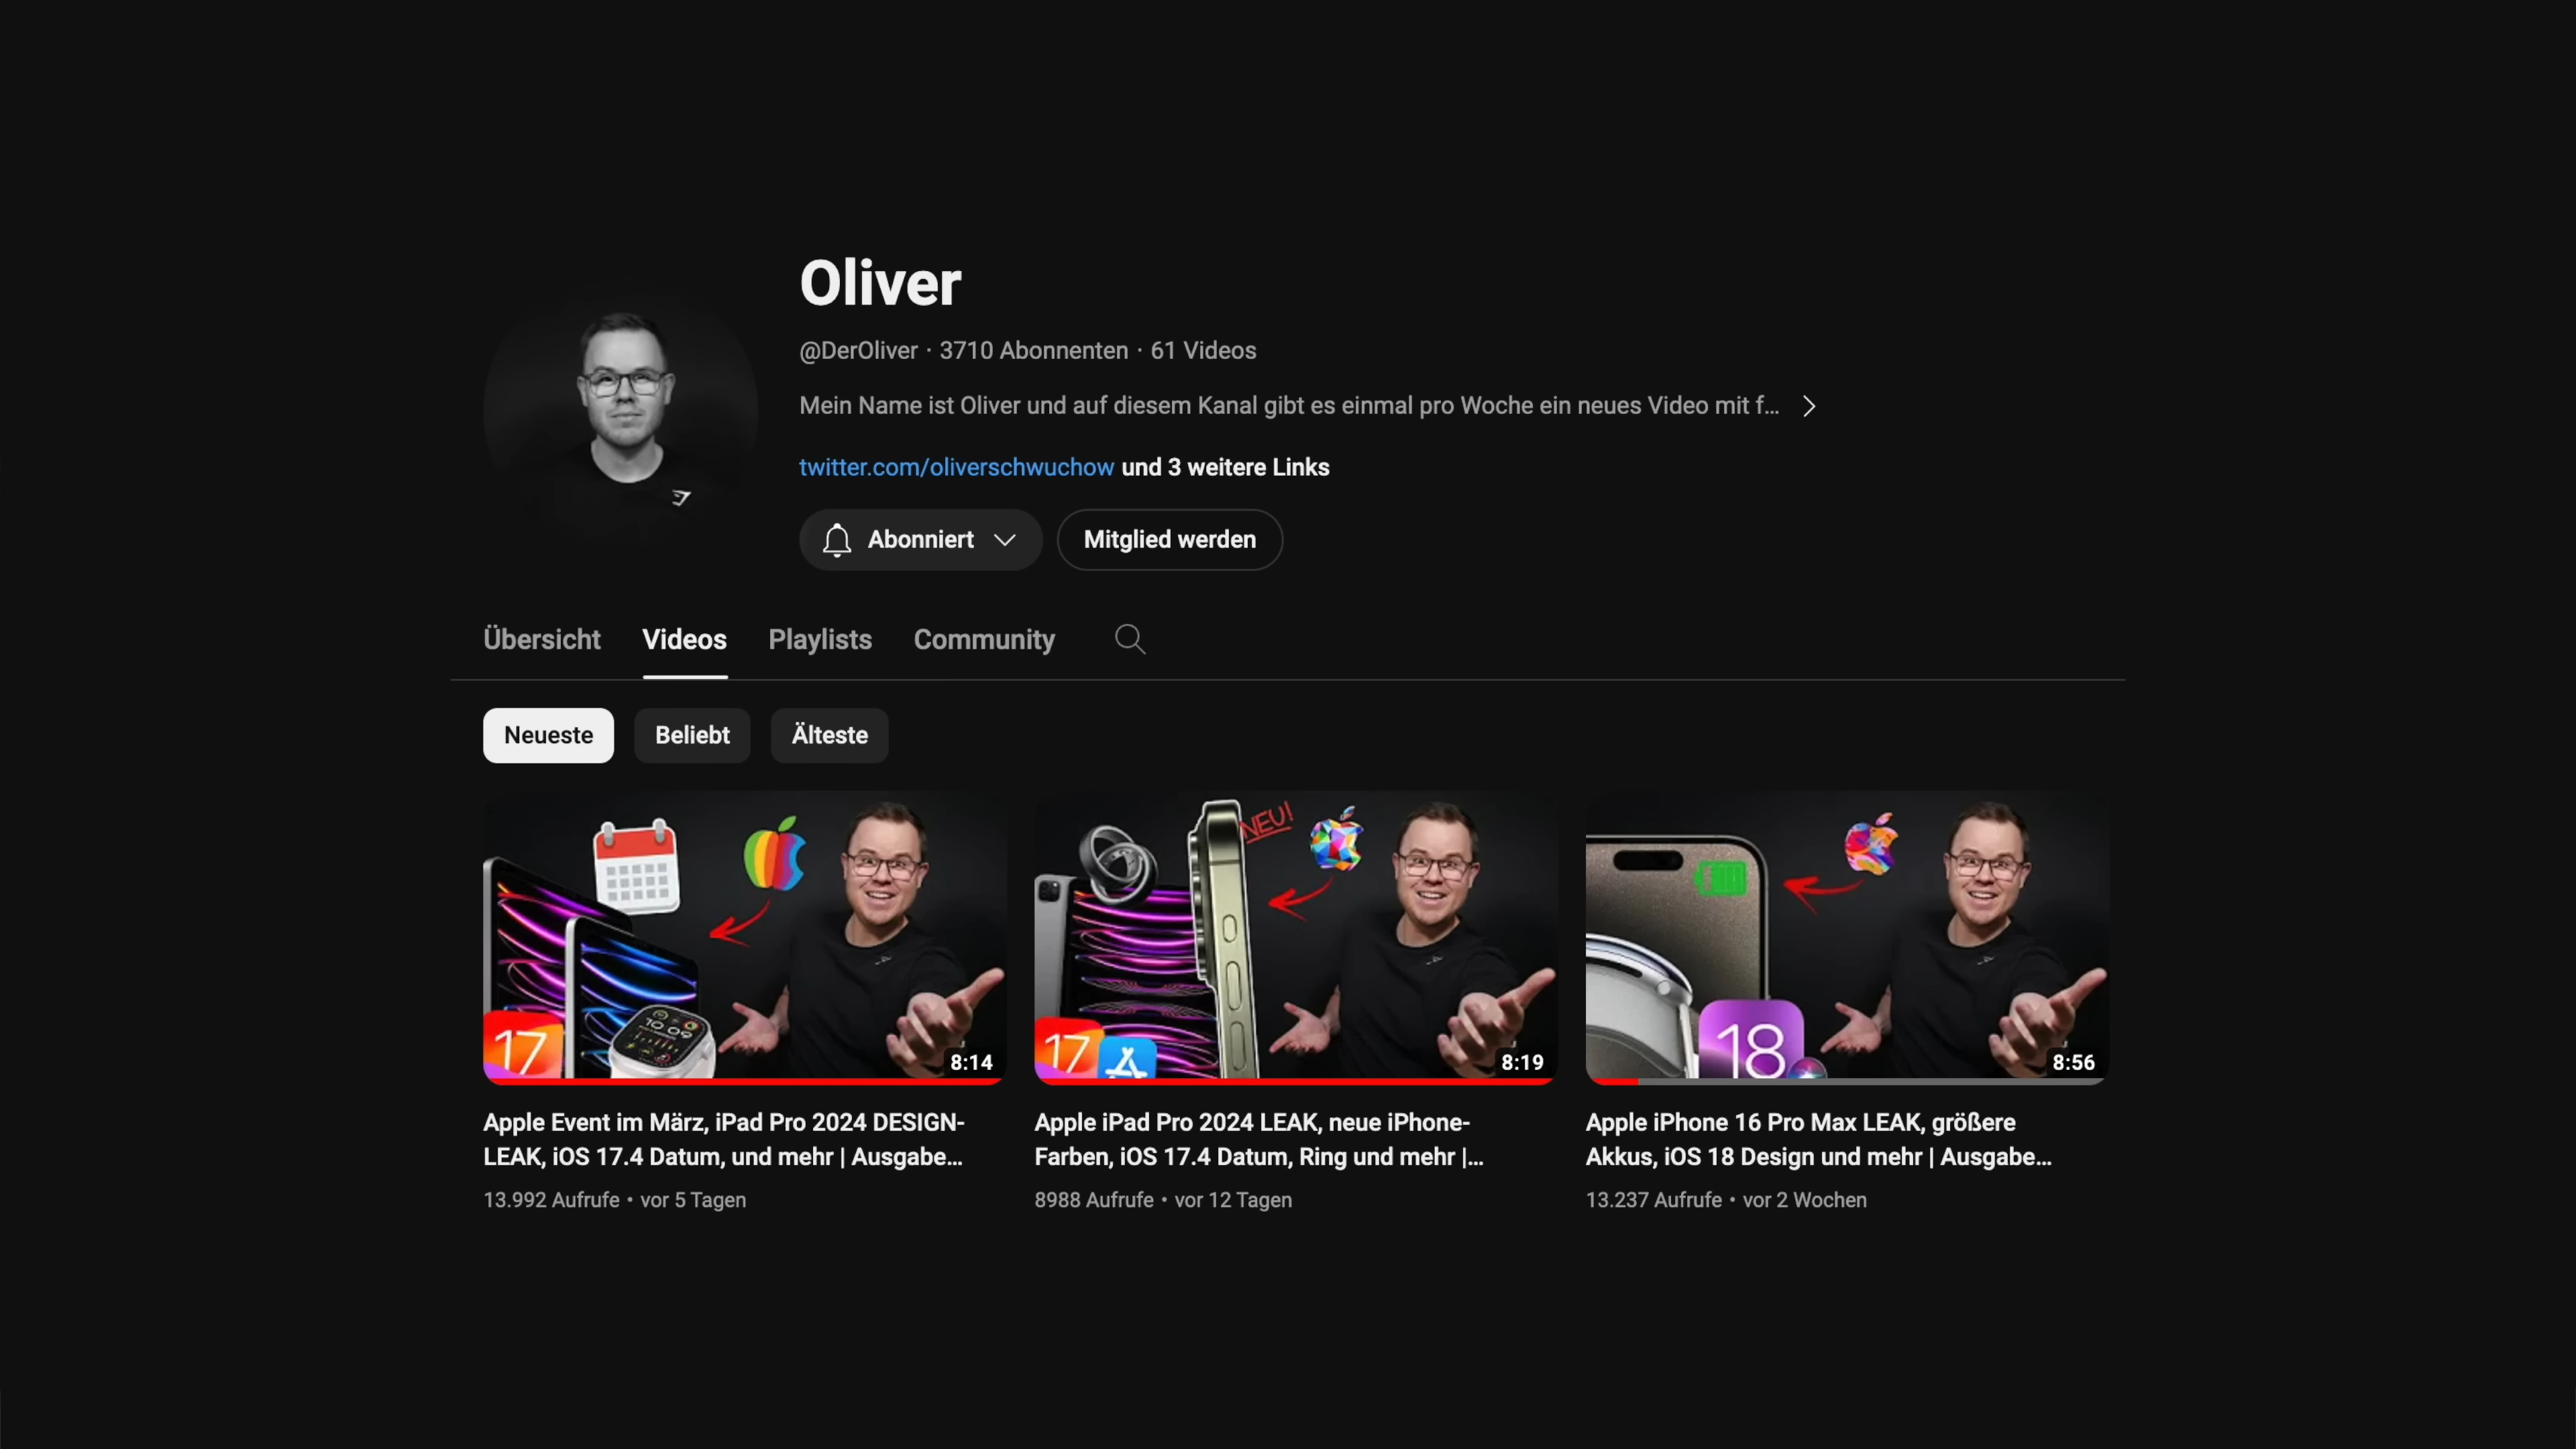 Oliver
@DerOliver · 3710 Abonnenten · 61 Videos
Mein Name ist Oliver und auf diesem Kanal gibt es einmal pro Woche ein neues Video mit f...
twitter.com/oliverschwuchow und 3 weitere Links
Abonniert
Mitglied werden
Übersicht
Videos
Playlists
Community
Neueste
Beliebt
Älteste
17
10:09
8:14
NEU!
17
8:19
18
8:56
Apple Event im März, iPad Pro 2024 DESIGN-
LEAK, iOS 17.4 Datum, und mehr | Ausgabe...
13.992 Aufrufe • vor 5 Tagen
Apple iPad Pro 2024 LEAK, neue iPhone-
Farben, iOS 17.4 Datum, Ring und mehr |...
8988 Aufrufe • vor 12 Tagen
Apple iPhone 16 Pro Max LEAK, größere
Akkus, iOS 18 Design und mehr | Ausgabe...
13.237 Aufrufe • vor 2 Wochen